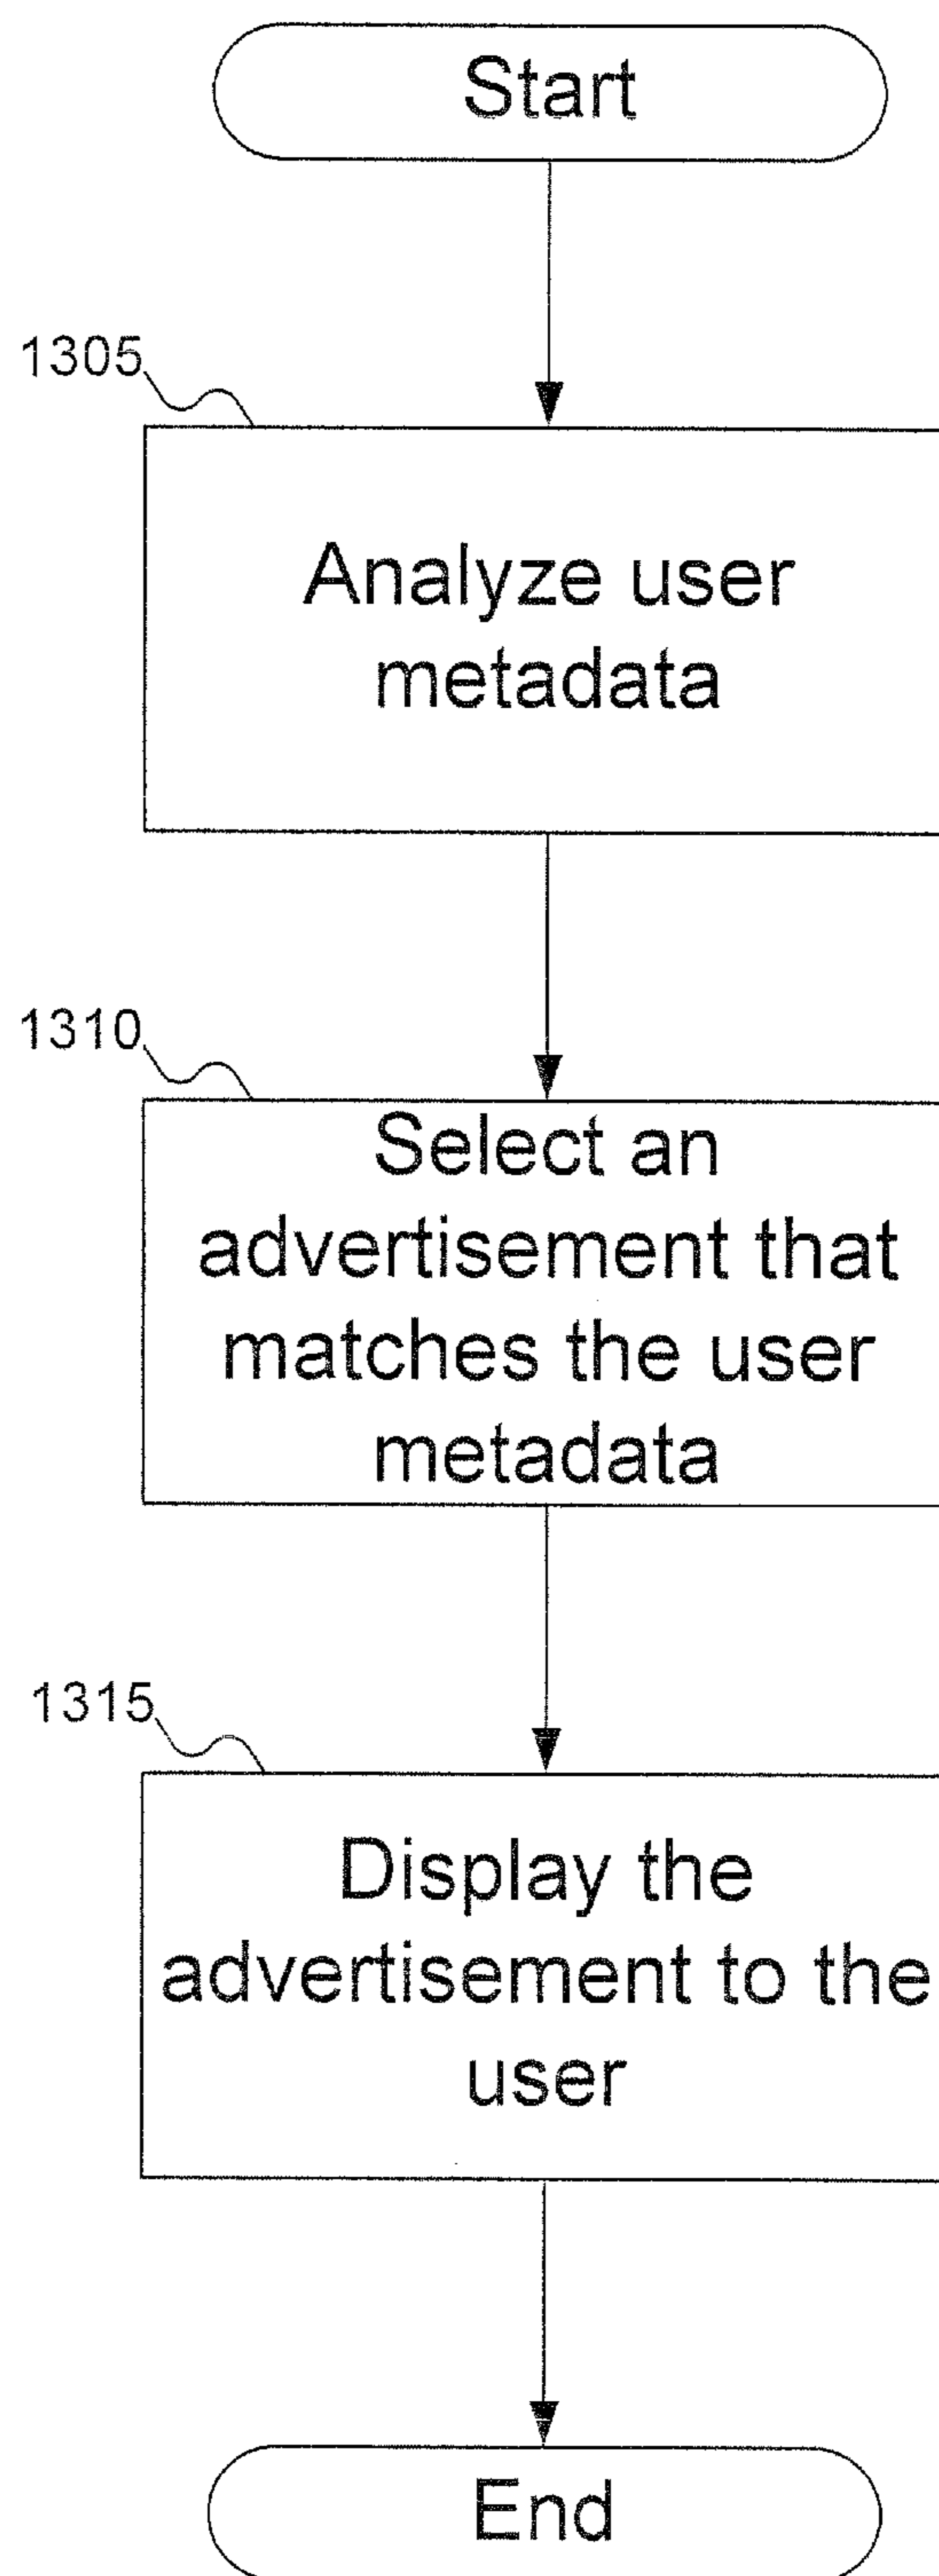 Start
1305
Analyze user
metadata
1310
Select an
advertisement that
matches the user
metadata
1315
Display the
advertisement to the
user
End